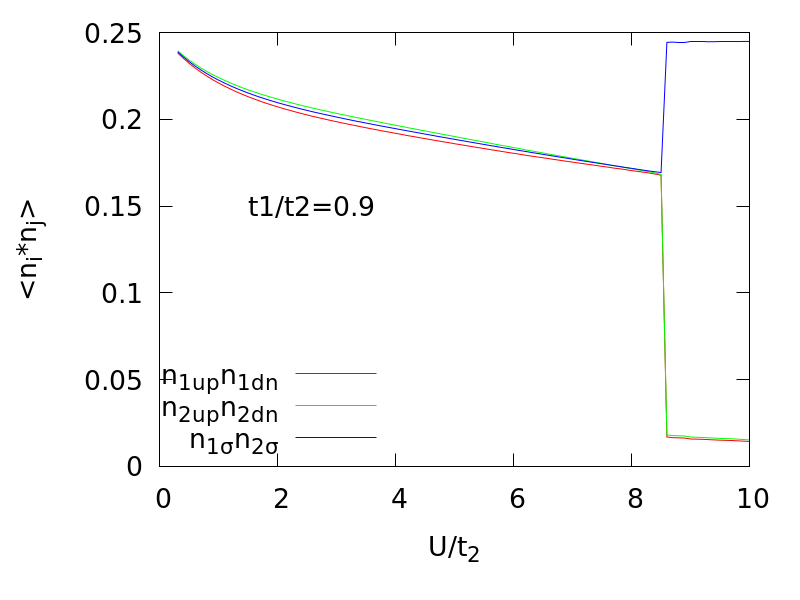 0.25
0.2
0.15
0.1
0.05
0
<n_i*n_j>
t1/t2=0.9
n_1up n_1dn
n_2up n_2dn
n_1σ n_2σ
0 2 4 6 8 10
U/t_2